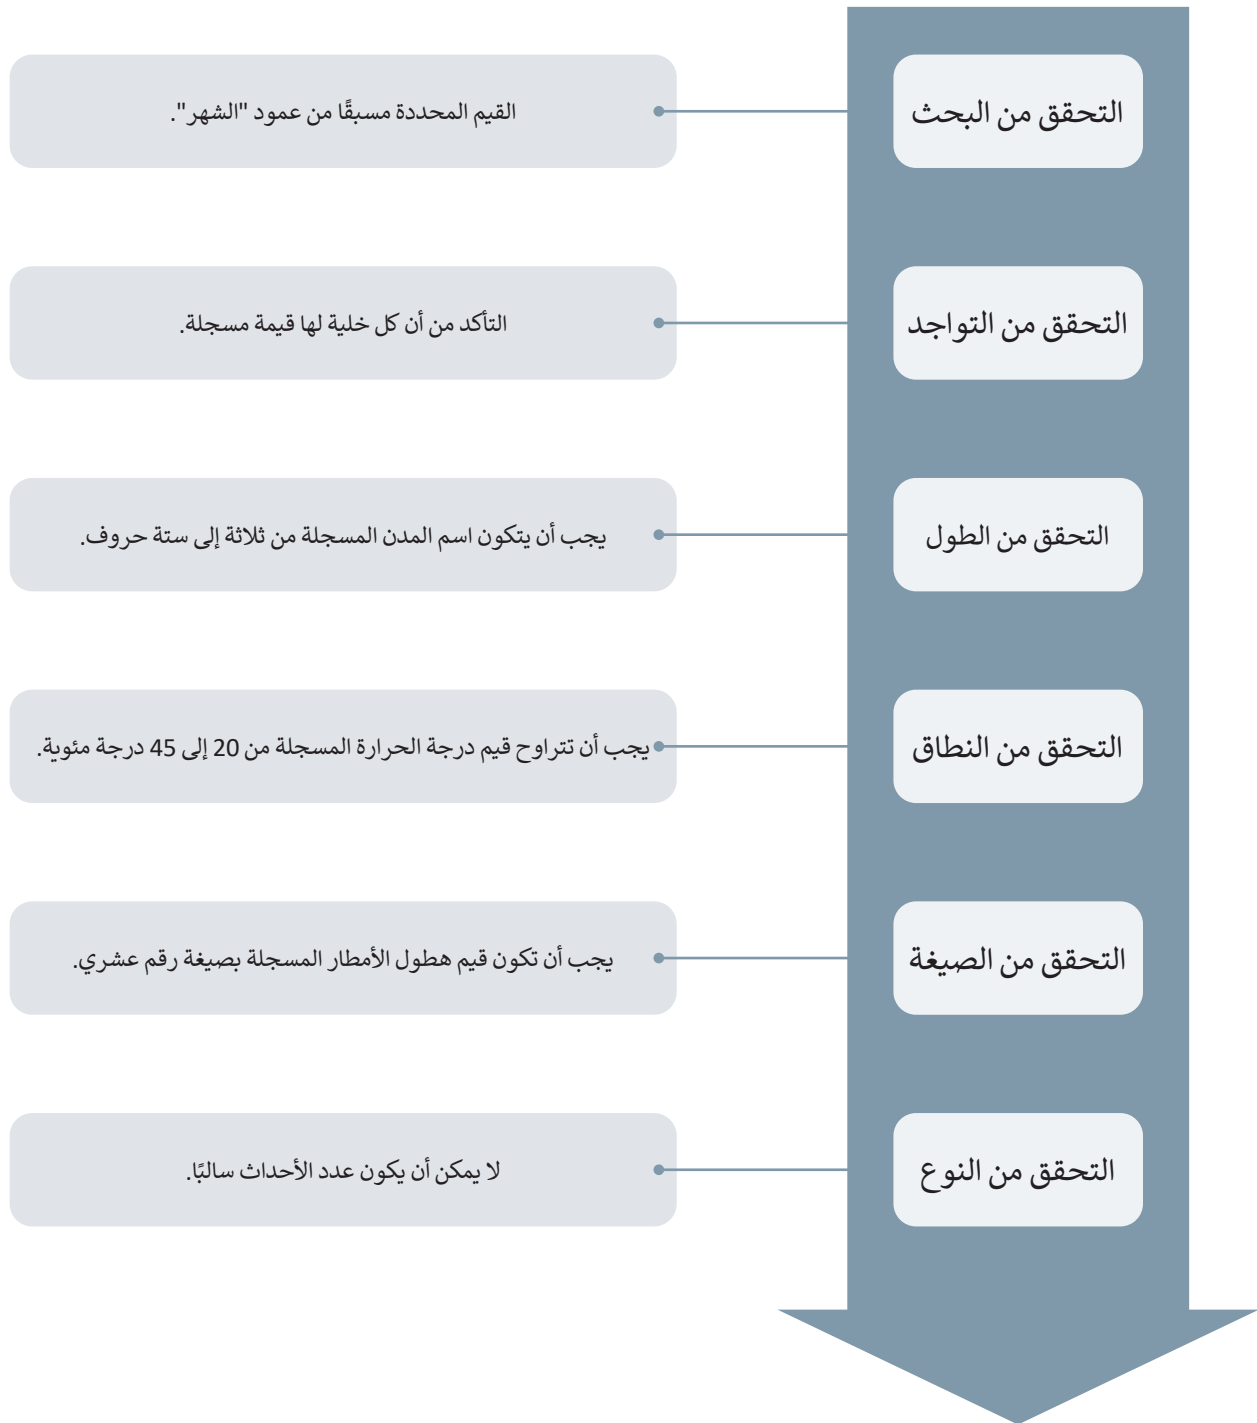 التحقق من البحث
القيم المحددة مسبقًا من عمود "الشهر".
التحقق من التواجد
التأكد من أن كل خلية لها قيمة مسجلة.
التحقق من الطول
يجب أن يتكون اسم المدن المسجلة من ثلاثة إلى ستة حروف.
التحقق من النطاق
يجب أن تتراوح قيم درجة الحرارة المسجلة من 20 إلى 45 درجة مئوية.
التحقق من الصيغة
يجب أن تكون قيم هطول الأمطار المسجلة بصيغة رقم عشري.
التحقق من النوع
لا يمكن أن يكون عدد الأحداث سالبًا.